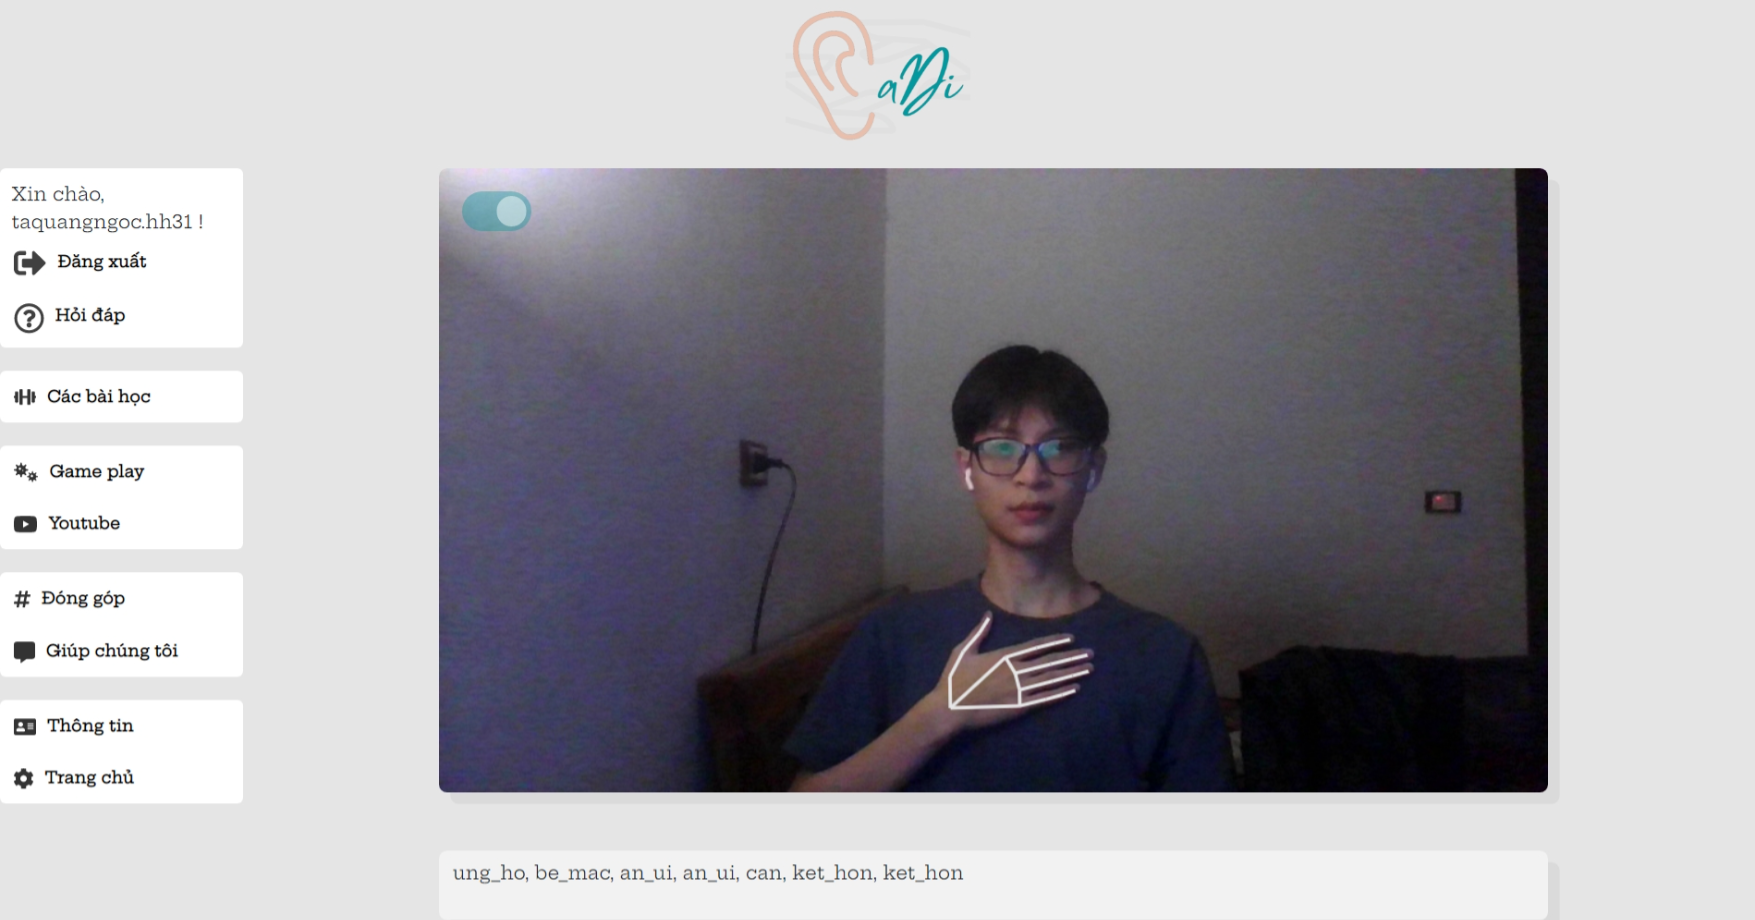 aDi
Xin chào,
taquangngoc.hh31 !
Đăng xuất
Hỏi đáp
Các bài học
Game play
Youtube
# Đóng góp
Giúp chúng tôi
Thông tin
Trang chủ
ung_ho, be_mac, an_ui, an_ui, can, ket_hon, ket_hon